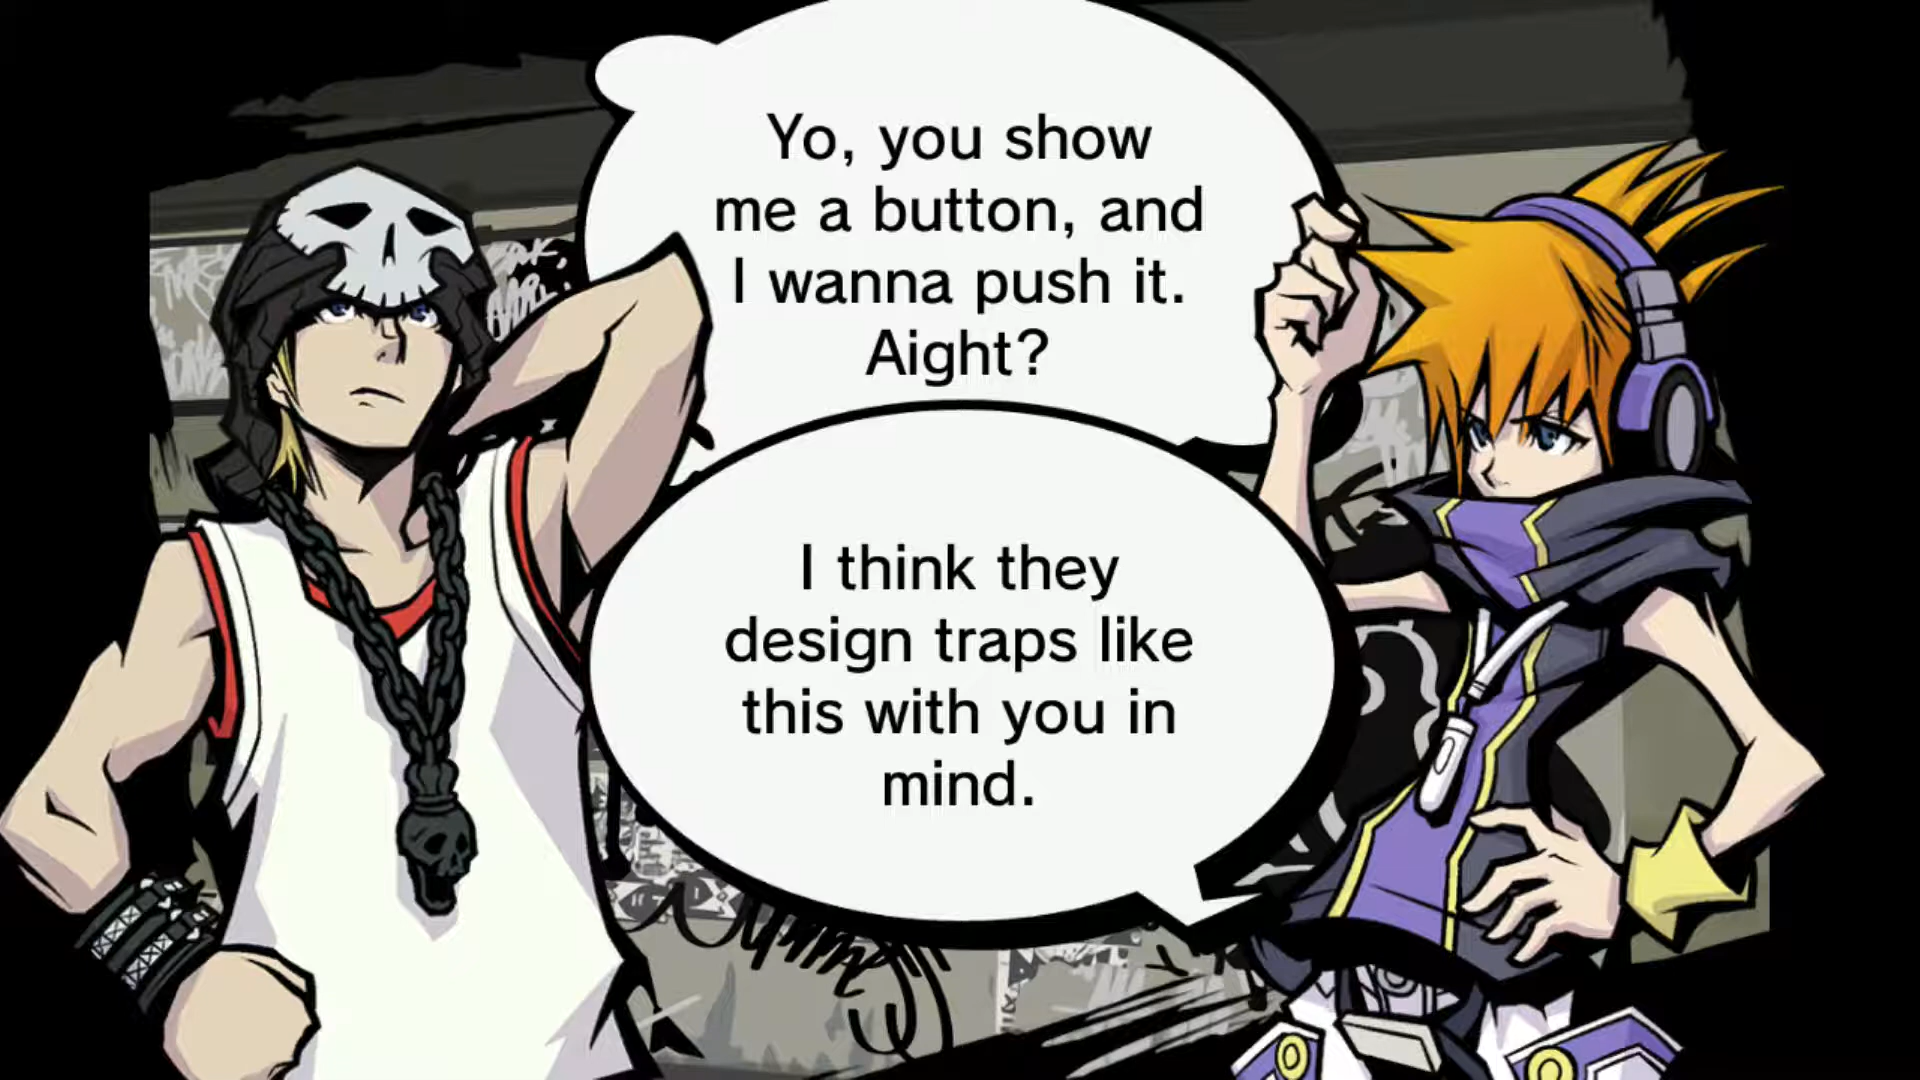 Yo, you show
me a button, and
I wanna push it.
Aight?
I think they
design traps like
this with you in
mind.